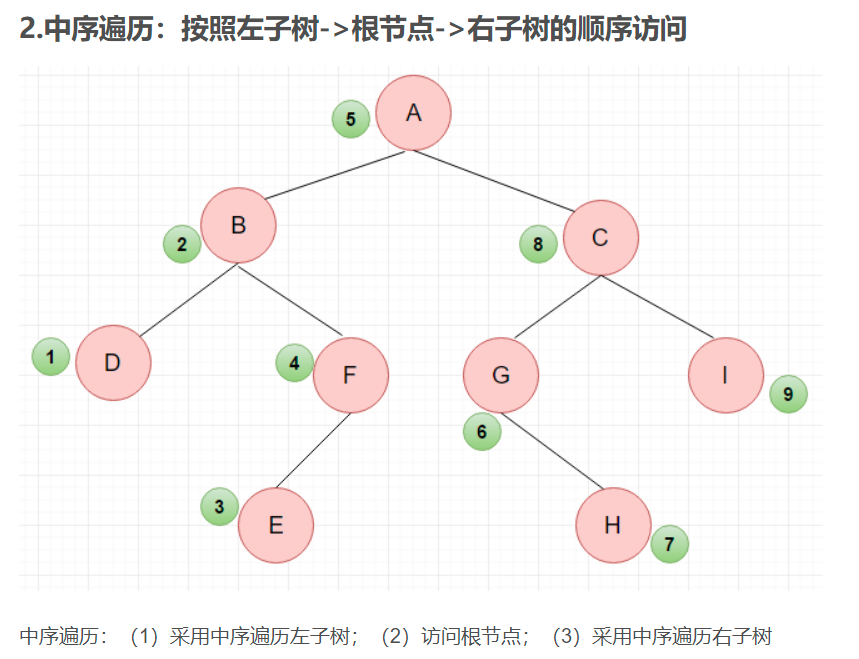 2.中序遍历：按照左子树->根节点->右子树的顺序访问
A
5
B
2
C
8
D
1
F
4
G
6
I
9
E
3
H
7
中序遍历：（1）采用中序遍历左子树；（2）访问根节点；（3）采用中序遍历右子树